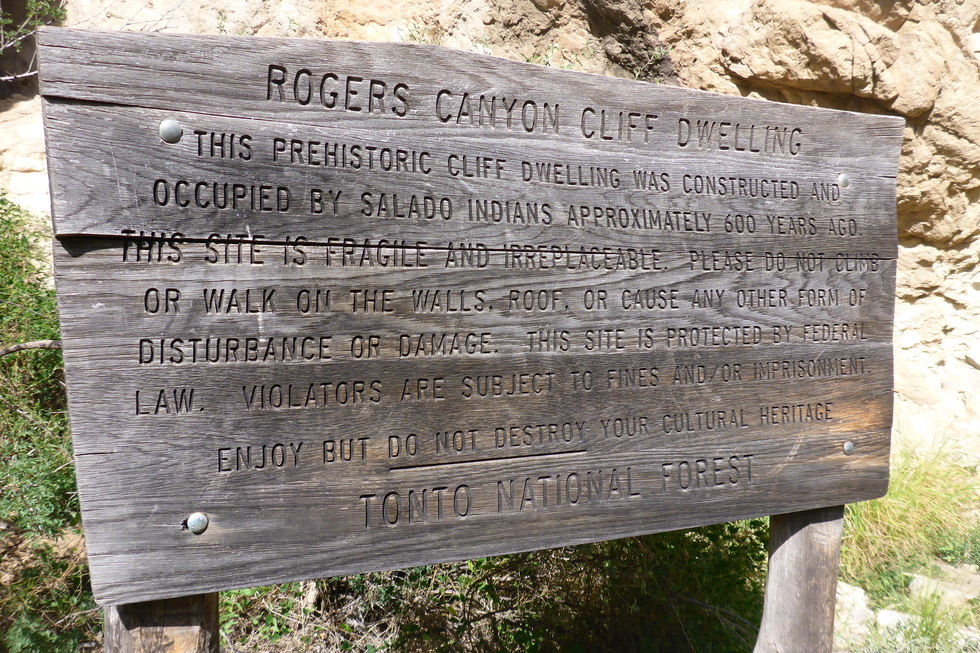 ROGERS CANYON CLIFF DWELLING
THIS PREHISTORIC CLIFF DWELLING WAS CONSTRUCTED AND
OCCUPIED BY SALADO INDIANS APPROXIMATELY 600 YEARS AGO.
THIS SITE IS FRAGILE AND IRREPLACEABLE. PLEASE DO NOT CLIMB
OR WALK ON THE WALLS, ROOF, OR CAUSE ANY OTHER FORM OF
DISTURBANCE OR DAMAGE. THIS SITE IS PROTECTED BY FEDERAL
LAW. VIOLATORS ARE SUBJECT TO FINES AND/OR IMPRISONMENT.
ENJOY BUT DO NOT DESTROY YOUR CULTURAL HERITAGE
TONTO NATIONAL FOREST